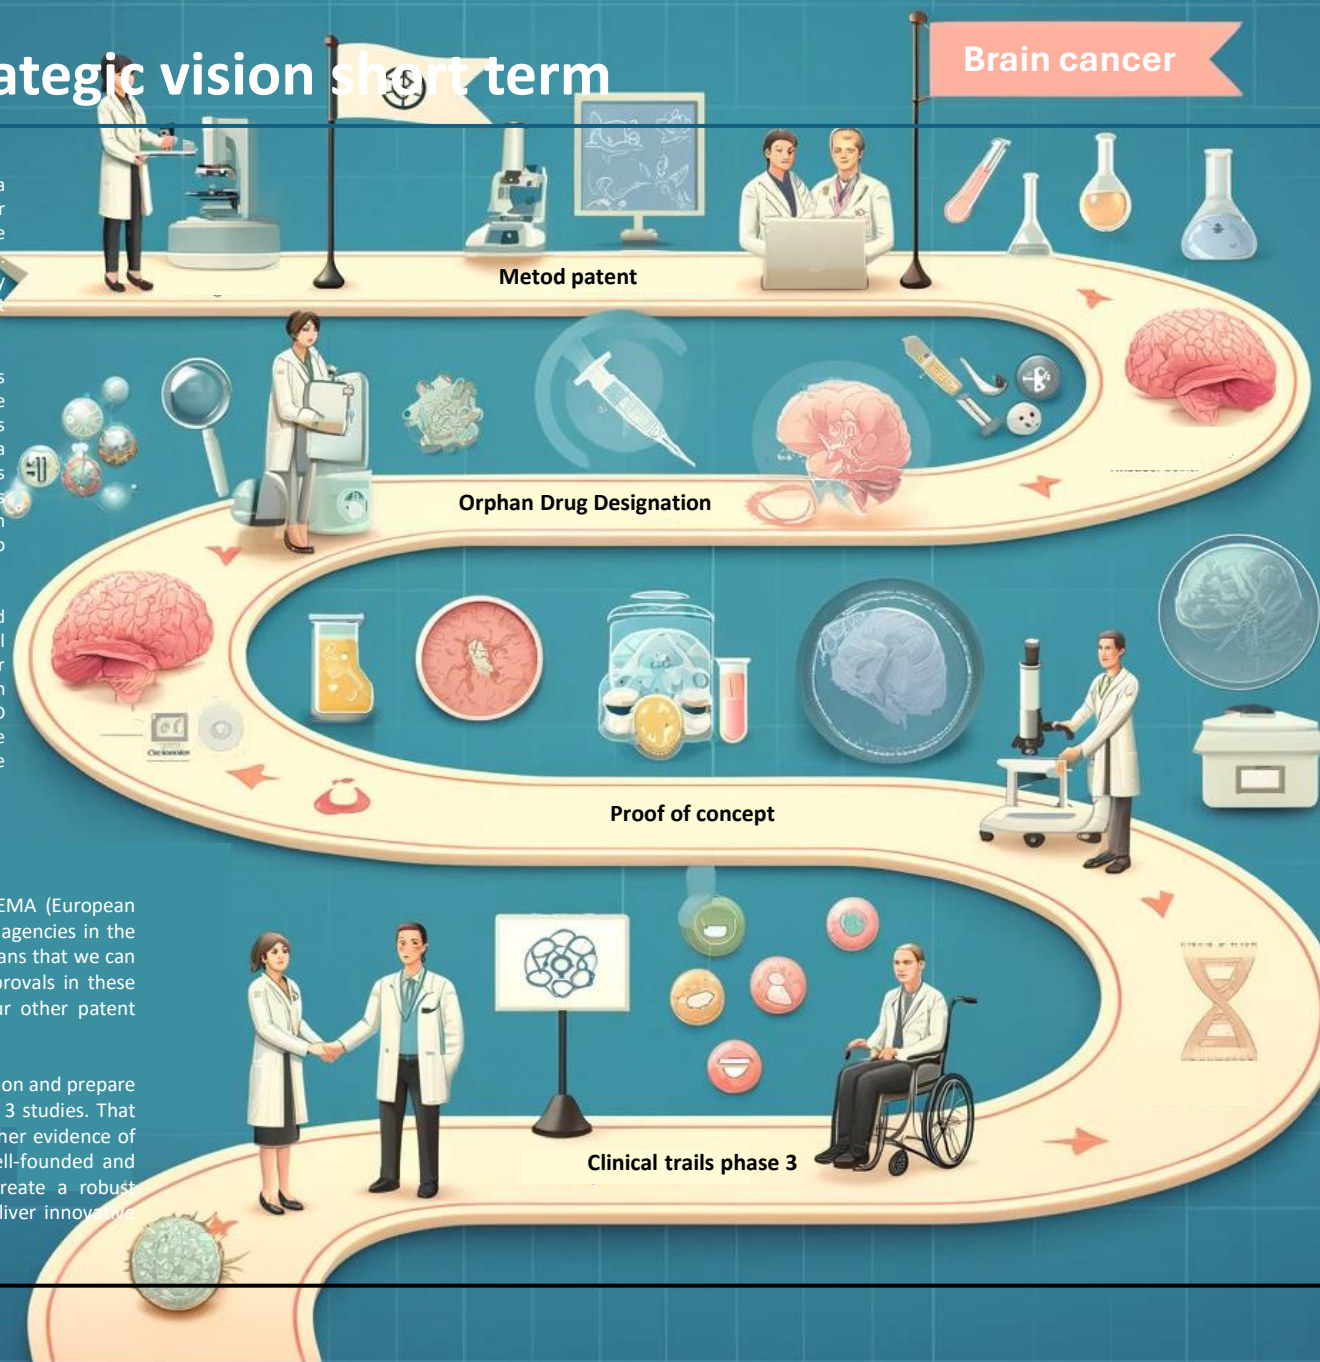 ategic vision short term
Brain cancer
a
r
e
.
y
t
Metod patent
s
e
s
a
s
s
n
o
Orphan Drug Designation
d
l
r
n
O
e
e
Proof of concept
EMA (European
agencies in the
ans that we can
provals in these
ur other patent
on and prepare
3 studies. That
her evidence of
ell-founded and
reate a robust
liver innovative
Clinical trails phase 3